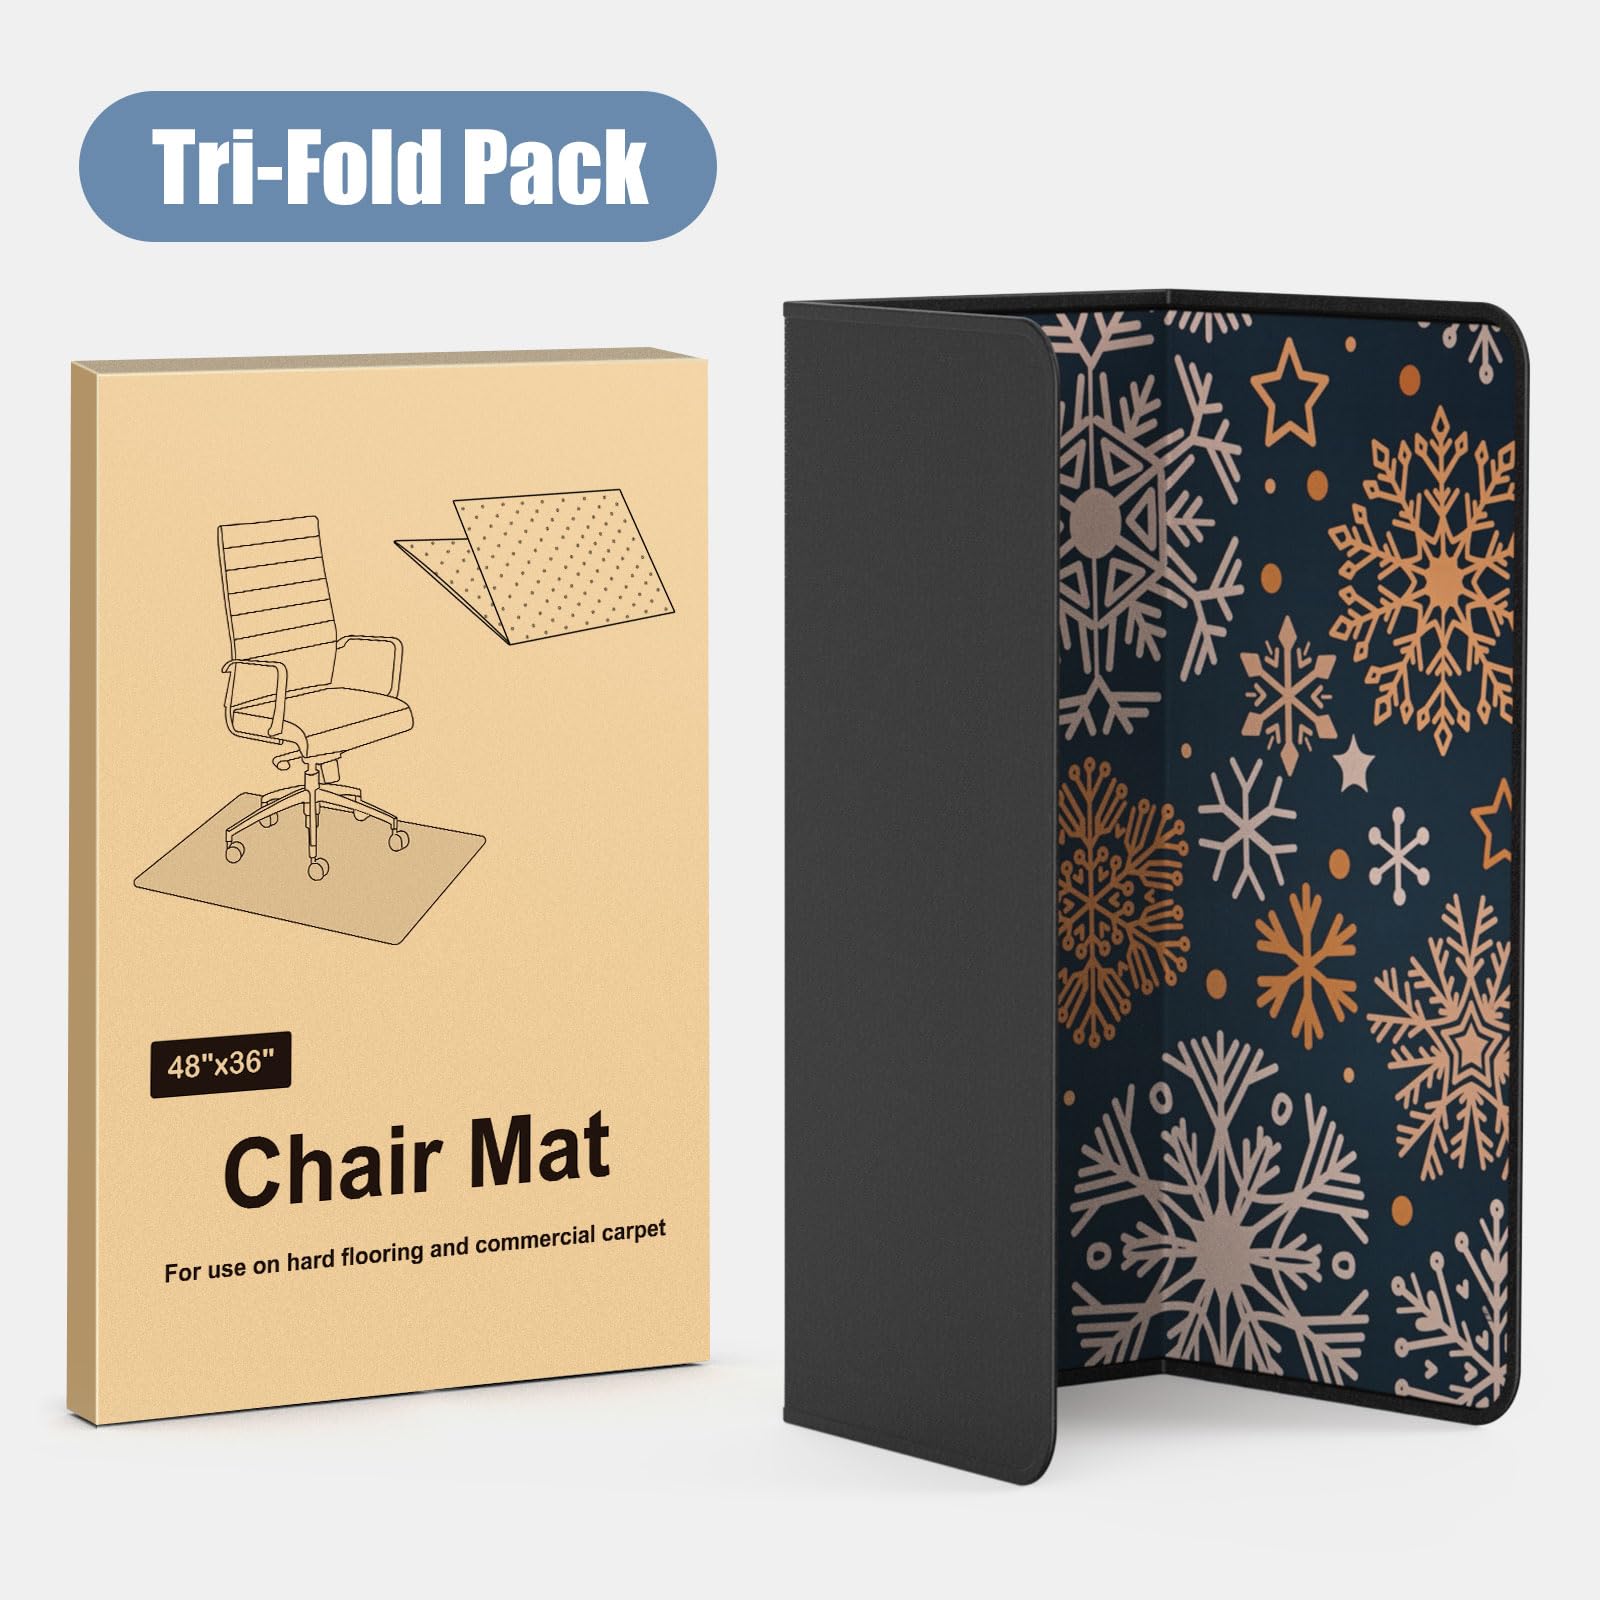 Tri-Fold Pack
48"x36"
Chair Mat
For use on hard flooring and commercial carpet